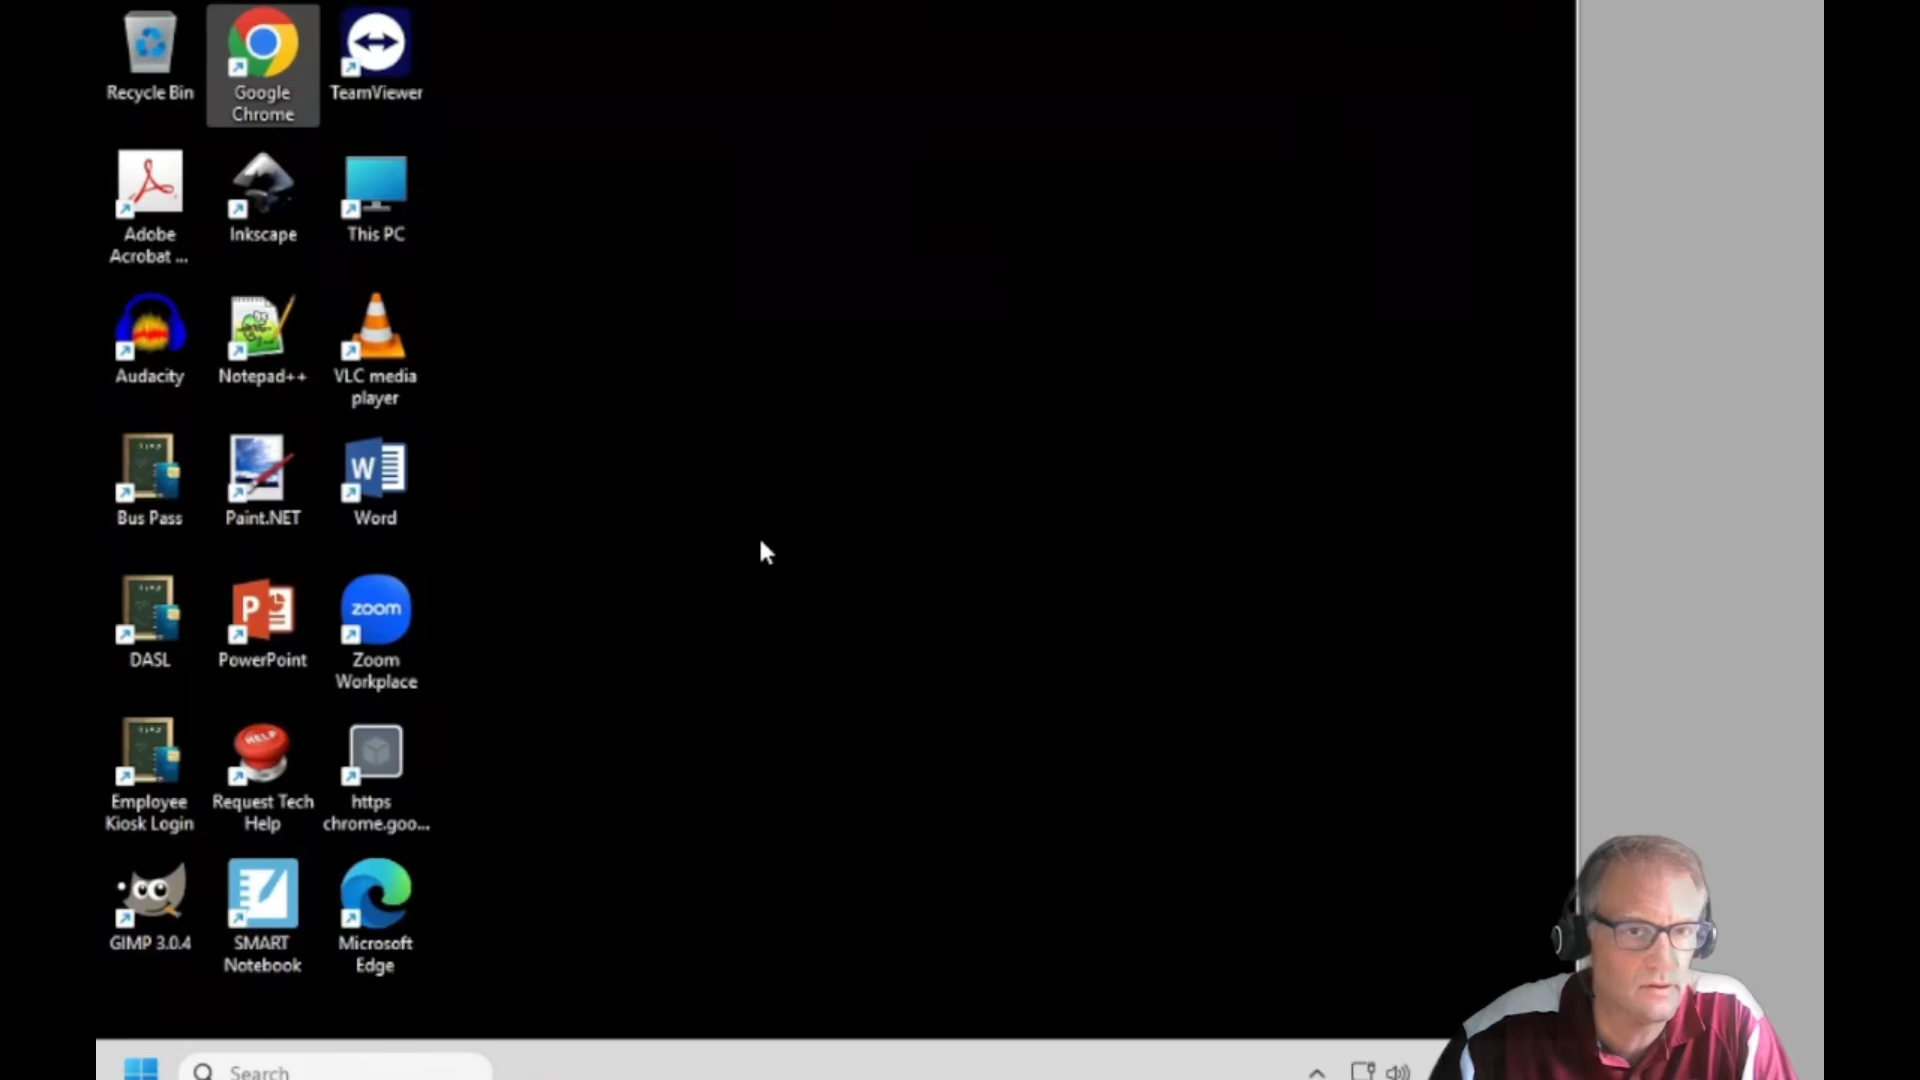 Recycle Bin
Google
Chrome
TeamViewer
Adobe
Acrobat ...
Inkscape
This PC
Audacity
Notepad++
VLC media
player
Bus Pass
Paint.NET
W
Word
DASL
P
PowerPoint
zoom
Zoom
Workplace
Employee
Kiosk Login
HELP
Request Tech
Help
https
chrome.goo...
GIMP 3.0.4
SMART
Notebook
Microsoft
Edge
Search